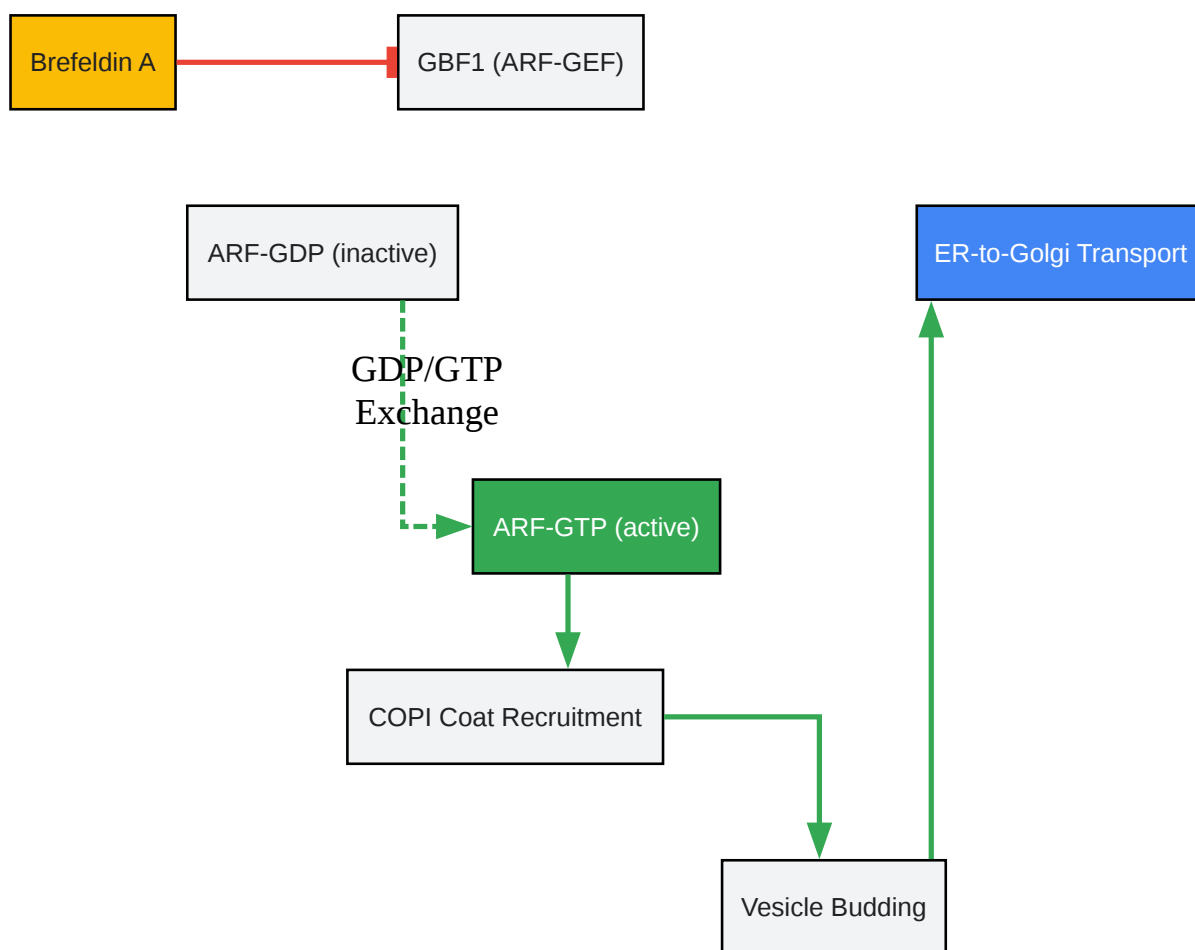 Brefeldin A
GBF1 (ARF-GEF)
ARF-GDP (inactive)
ER-to-Golgi Transport
GDP/GTP
Exchange
ARF-GTP (active)
COPI Coat Recruitment
Vesicle Budding